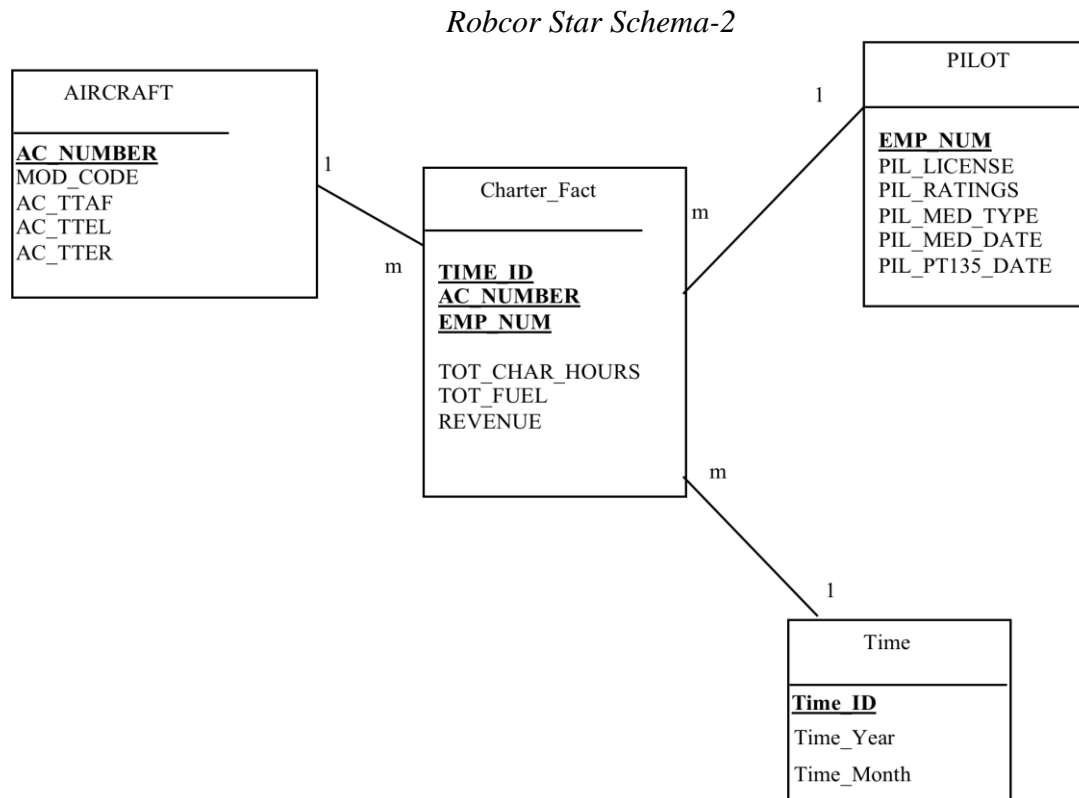 Robcor Star Schema-2
AIRCRAFT
AC_NUMBER
MOD_CODE
AC_TTAF
AC_TTEL
AC_TTER
1
m
Charter_Fact
TIME_ID
AC_NUMBER
EMP_NUM
TOT_CHAR_HOURS
TOT_FUEL
REVENUE
PILOT
EMP_NUM
PIL_LICENSE
PIL_RATINGS
PIL_MED_TYPE
PIL_MED_DATE
PIL_PT135_DATE
1
m
m
1
Time
Time_ID
Time_Year
Time_Month